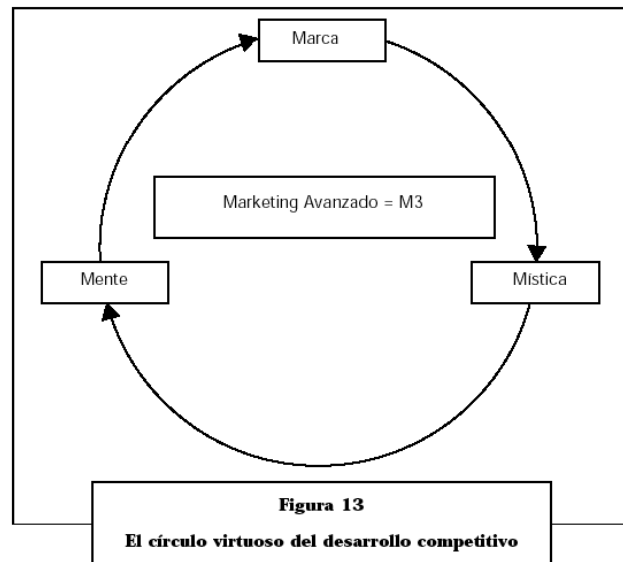 Marca
Marketing Avanzado = M3
Mente
Mística
Figura 13
El círculo virtuoso del desarrollo competitivo